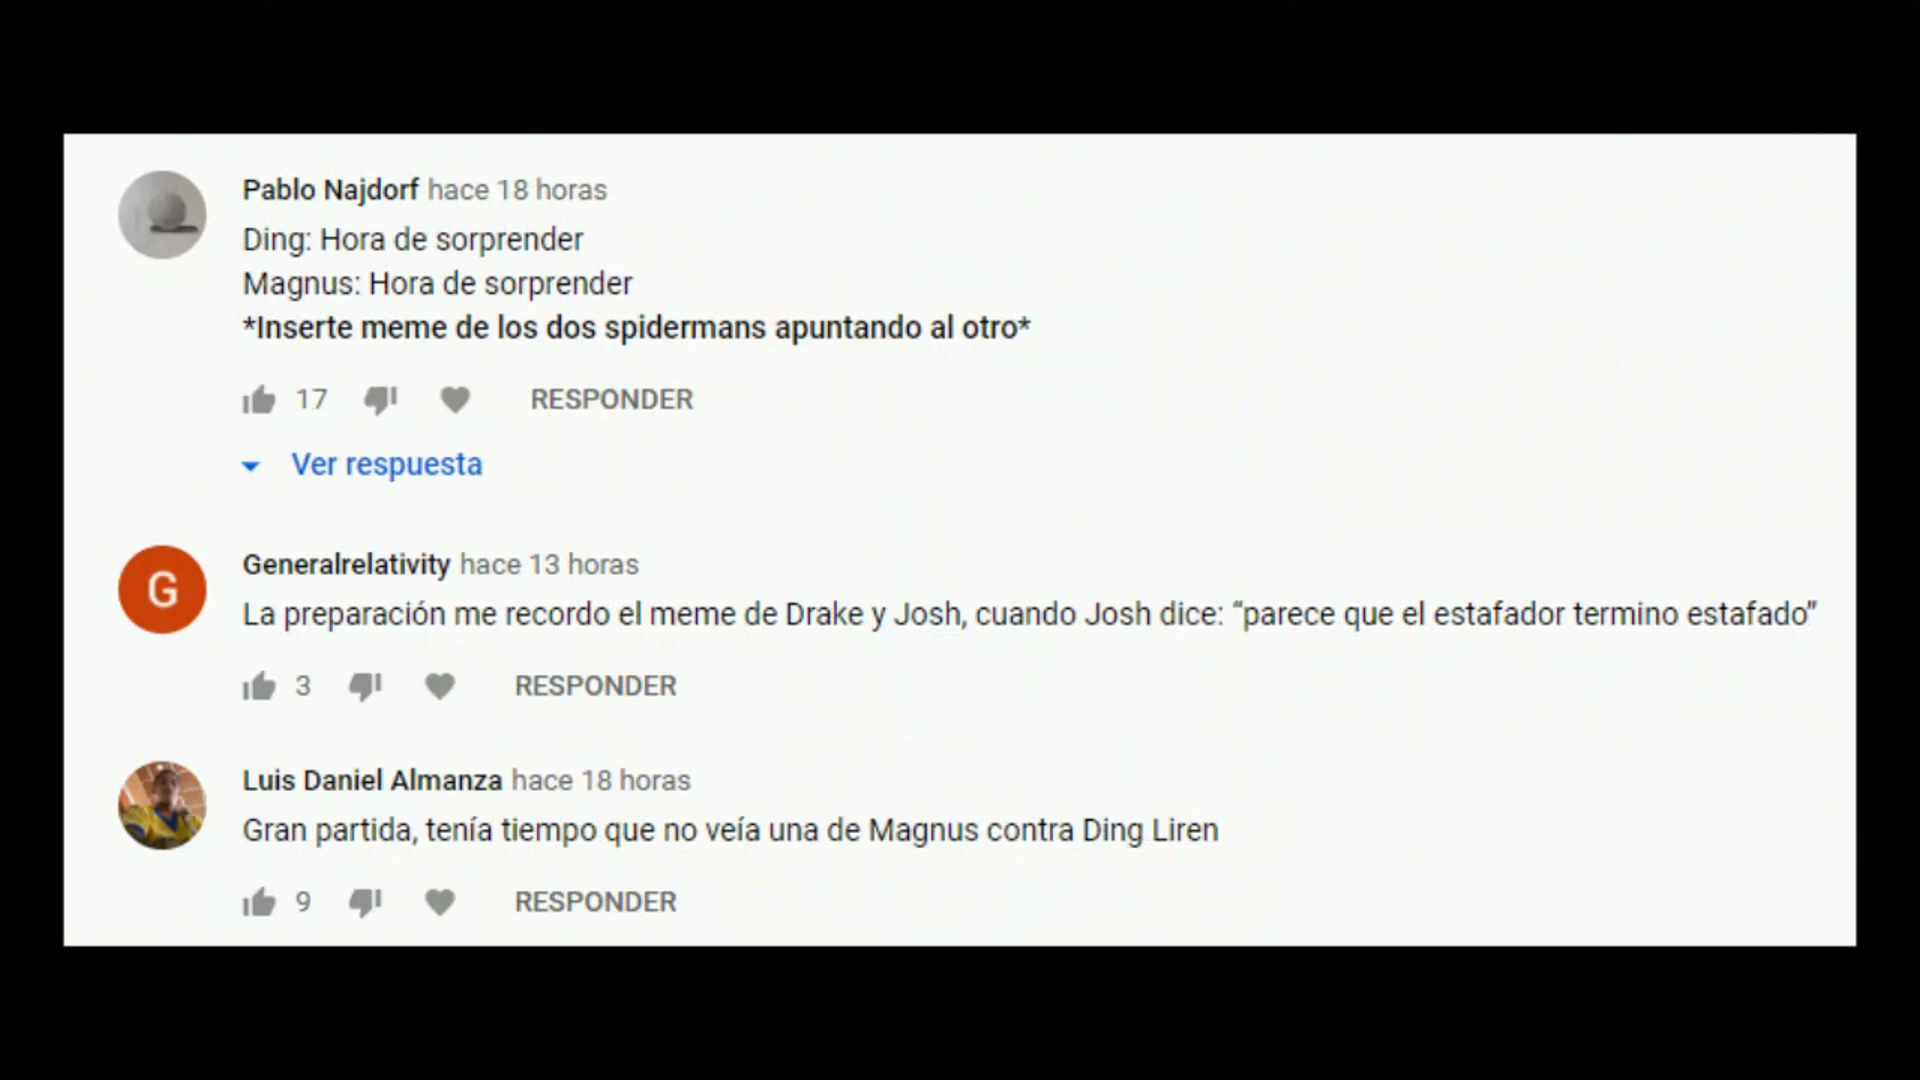 Pablo Najdorf hace 18 horas
Ding: Hora de sorprender
Magnus: Hora de sorprender
*Inserte meme de los dos spidermans apuntando al otro*
17 RESPONDER
Ver respuesta
G
Generalrelativity hace 13 horas
La preparación me recordo el meme de Drake y Josh, cuando Josh dice: “parece que el estafador termino estafado”
3 RESPONDER
Luis Daniel Almanza hace 18 horas
Gran partida, tenía tiempo que no veía una de Magnus contra Ding Liren
9 RESPONDER